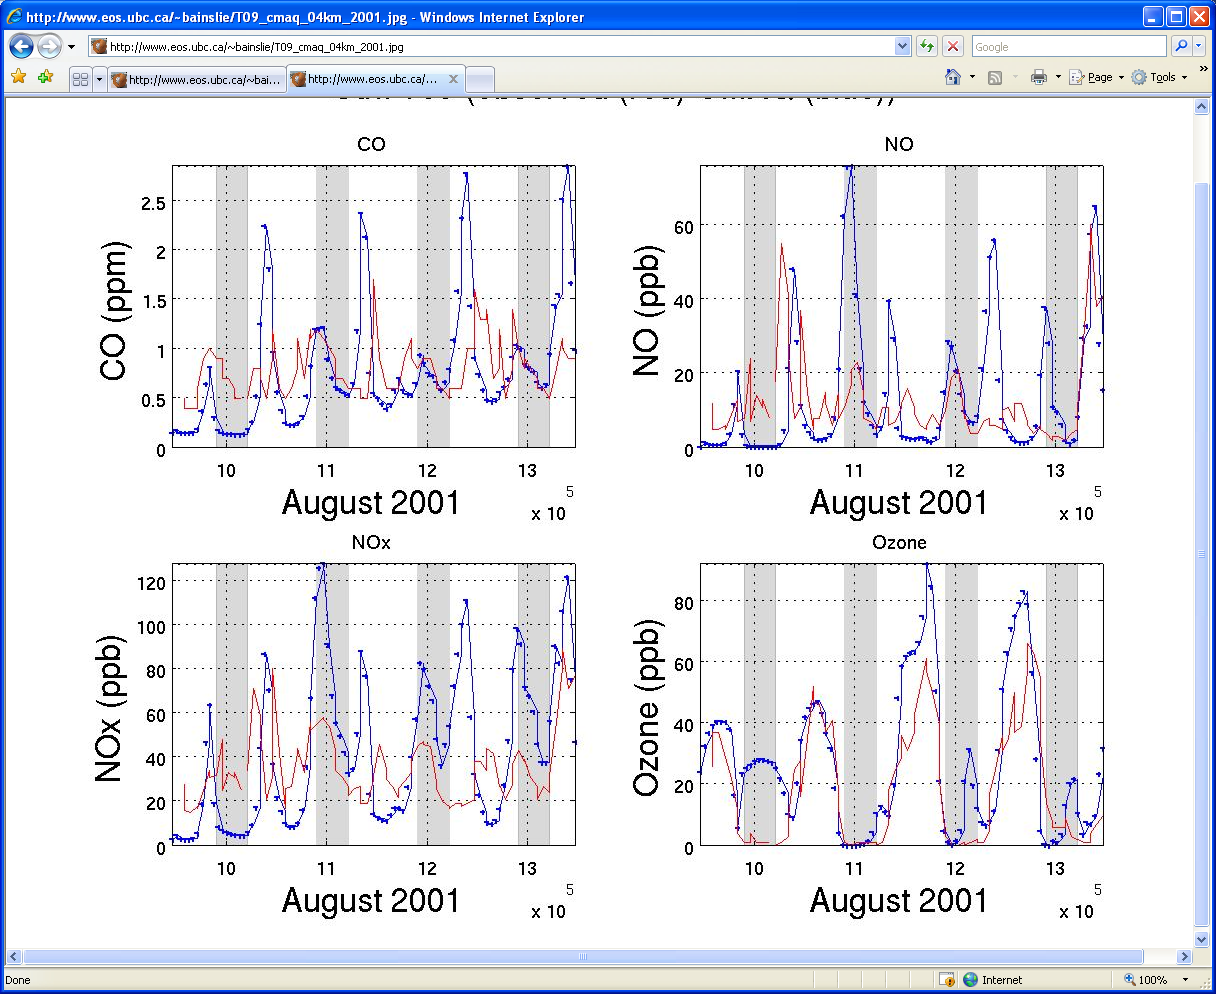 http://www.eos.ubc.ca/~bainslie/T09_cmaq_04km_2001.jpg - Windows Internet Explorer
http://www.eos.ubc.ca/~bainslie/T09_cmaq_04km_2001.jpg
Google
http://www.eos.ubc.ca/~bai...
http://www.eos.ubc.ca/...
Page
Tools
CO
CO (ppm)
2.5
2
1.5
1
0.5
0
10 11 12 13
August 2001
x 10 5
NO
NO (ppb)
60
40
20
0
10 11 12 13
August 2001
x 10 5
NOx
NOx (ppb)
120
100
80
60
40
20
0
10 11 12 13
August 2001
x 10 5
Ozone
Ozone (ppb)
80
60
40
20
0
10 11 12 13
August 2001
x 10 5
Done
Internet
100%